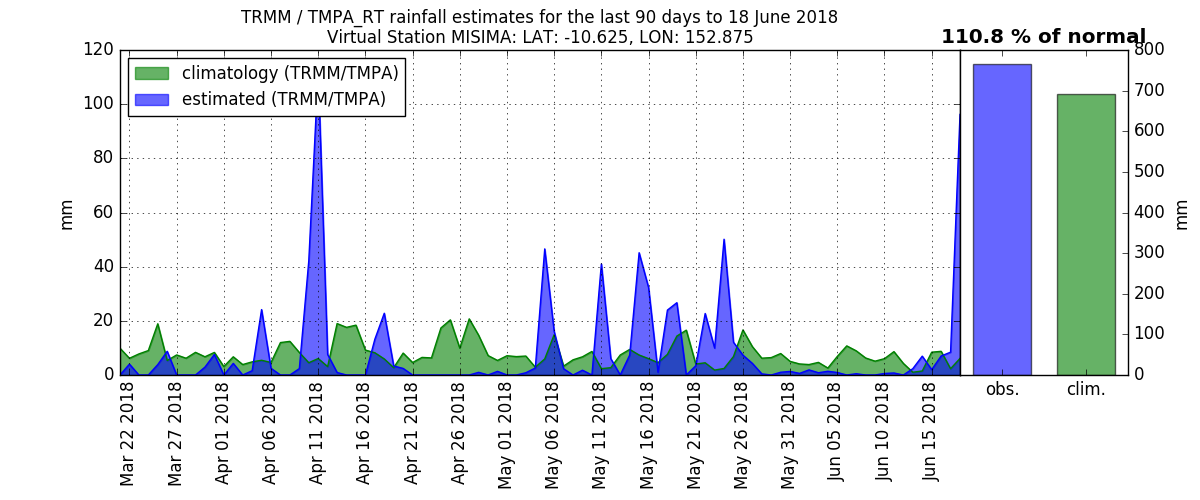 TRMM / TMPA_RT rainfall estimates for the last 90 days to 18 June 2018
Virtual Station MISIMA: LAT: -10.625, LON: 152.875
110.8 % of normal
climatology (TRMM/TMPA)
estimated (TRMM/TMPA)
mm
120
100
80
60
40
20
0
Mar 22 2018
Mar 27 2018
Apr 01 2018
Apr 06 2018
Apr 11 2018
Apr 16 2018
Apr 21 2018
Apr 26 2018
May 01 2018
May 06 2018
May 11 2018
May 16 2018
May 21 2018
May 26 2018
May 31 2018
Jun 05 2018
Jun 10 2018
Jun 15 2018
obs.
clim.
800
700
600
500
400
300
200
100
0
mm